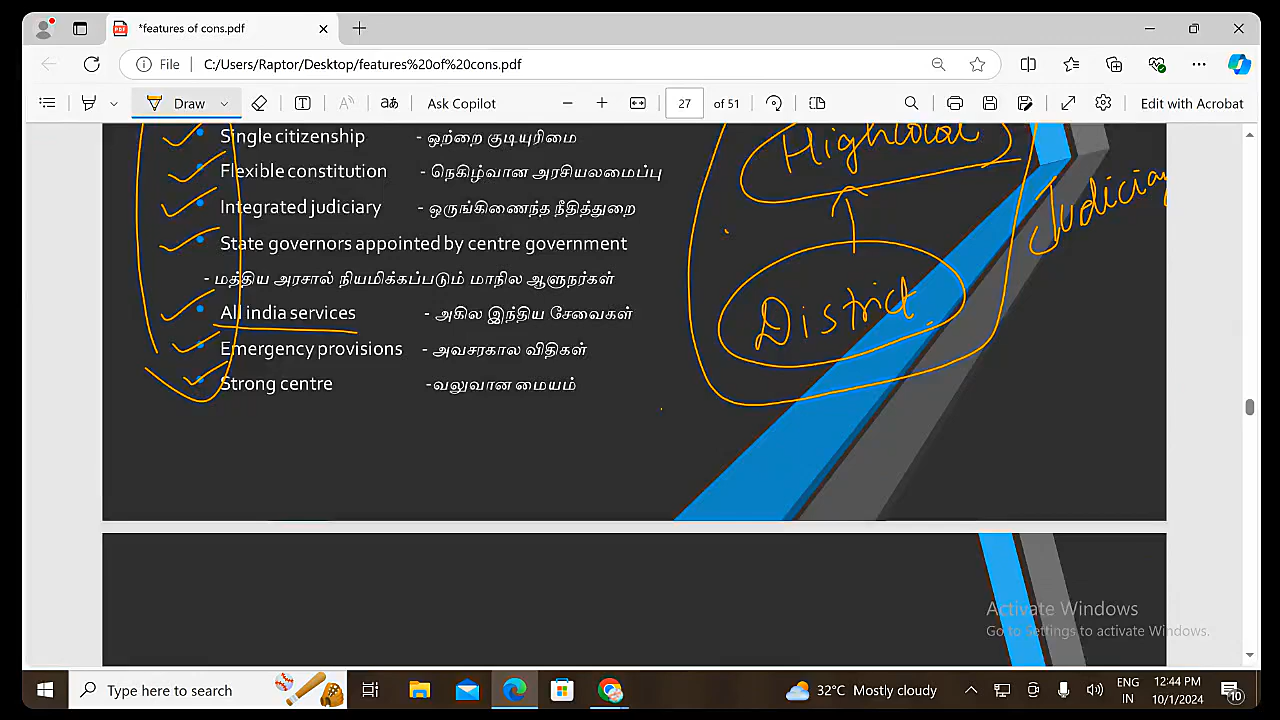 *features of cons.pdf
File C:/Users/Raptor/Desktop/features%20of%20cons.pdf
Draw Ask Copilot 27 of 51 Edit with Acrobat
Single citizenship - ஒற்றை குடியுரிமை
Flexible constitution - நெகிழ்வான அரசியலமைப்பு
Integrated judiciary - ஒருங்கிணைந்த நீதித்துறை
State governors appointed by centre government
- மத்திய அரசால் நியமிக்கப்படும் மாநில ஆளுநர்கள்
All india services - அகில இந்திய சேவைகள்
Emergency provisions - அவசரகால விதிகள்
Strong centre -வலுவான மையம்
Judiciary
District
Activate Windows
Go to Settings to activate Windows.
Type here to search
32°C Mostly cloudy
ENG
IN
12:44 PM
10/1/2024
10